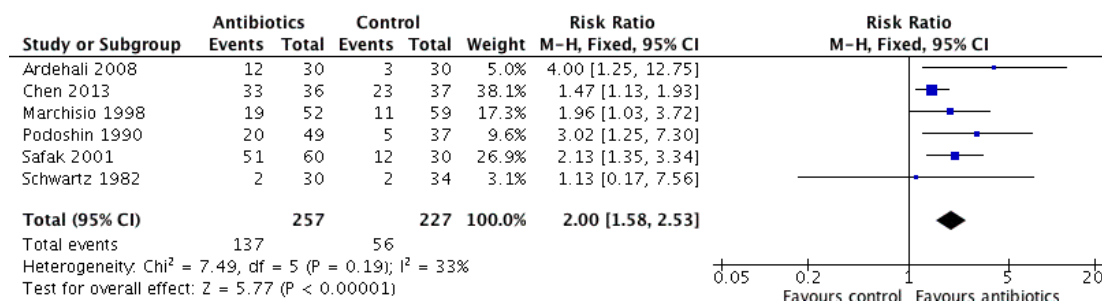 Antibiotics Control Risk Ratio Risk Ratio
Study or Subgroup Events Total Events Total Weight M-H, Fixed, 95% CI M-H, Fixed, 95% CI
Ardehali 2008 12 30 3 30 5.0% 4.00 [1.25, 12.75]
Chen 2013 33 36 23 37 38.1% 1.47 [1.13, 1.93]
Marchisio 1998 19 52 11 59 17.3% 1.96 [1.03, 3.72]
Podoshin 1990 20 49 5 37 9.6% 3.02 [1.25, 7.30]
Safak 2001 51 60 12 30 26.9% 2.13 [1.35, 3.34]
Schwartz 1982 2 30 2 34 3.1% 1.13 [0.17, 7.56]
Total (95% CI) 257 227 100.0% 2.00 [1.58, 2.53]
Total events 137 56
Heterogeneity: Chi² = 7.49, df = 5 (P = 0.19); I² = 33%
Test for overall effect: Z = 5.77 (P < 0.00001)
0.05 0.2 1 5 20
Favours control Favours antibiotics